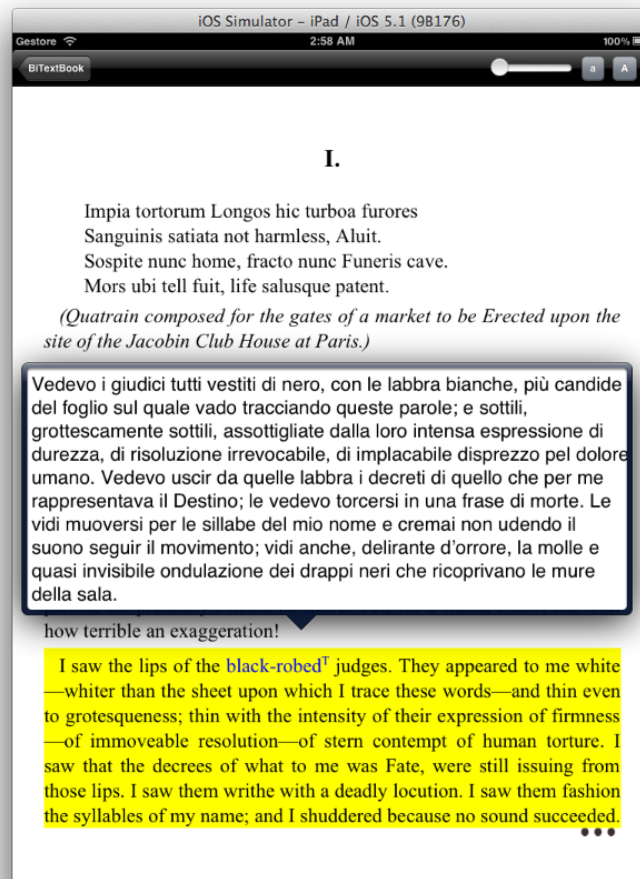 iOS Simulator – iPad / iOS 5.1 (9B176)
Gestore 2:58 AM 100%
BiTextBook a A
I.
Impia tortorum Longos hic turboa furores
Sanguinis satiata not harmless, Aluit.
Sospite nunc home, fracto nunc Funeris cave.
Mors ubi tell fuit, life salusque patent.
(Quatrain composed for the gates of a market to be Erected upon the
site of the Jacobin Club House at Paris.)
Vedevo i giudici tutti vestiti di nero, con le labbra bianche, più candide
del foglio sul quale vado tracciando queste parole; e sottili,
grottescamente sottili, assottigliate dalla loro intensa espressione di
durezza, di risoluzione irrevocabile, di implacabile disprezzo pel dolore
umano. Vedevo uscir da quelle labbra i decreti di quello che per me
rappresentava il Destino; le vedevo torcersi in una frase di morte. Le
vidi muoversi per le sillabe del mio nome e cremai non udendo il
suono seguir il movimento; vidi anche, delirante d'orrore, la molle e
quasi invisibile ondulazione dei drappi neri che ricoprivano le mure
della sala.
how terrible an exaggeration!
I saw the lips of the black-robedT judges. They appeared to me white
—whiter than the sheet upon which I trace these words—and thin even
to grotesqueness; thin with the intensity of their expression of firmness
—of immoveable resolution—of stern contempt of human torture. I
saw that the decrees of what to me was Fate, were still issuing from
those lips. I saw them writhe with a deadly locution. I saw them fashion
the syllables of my name; and I shuddered because no sound succeeded.